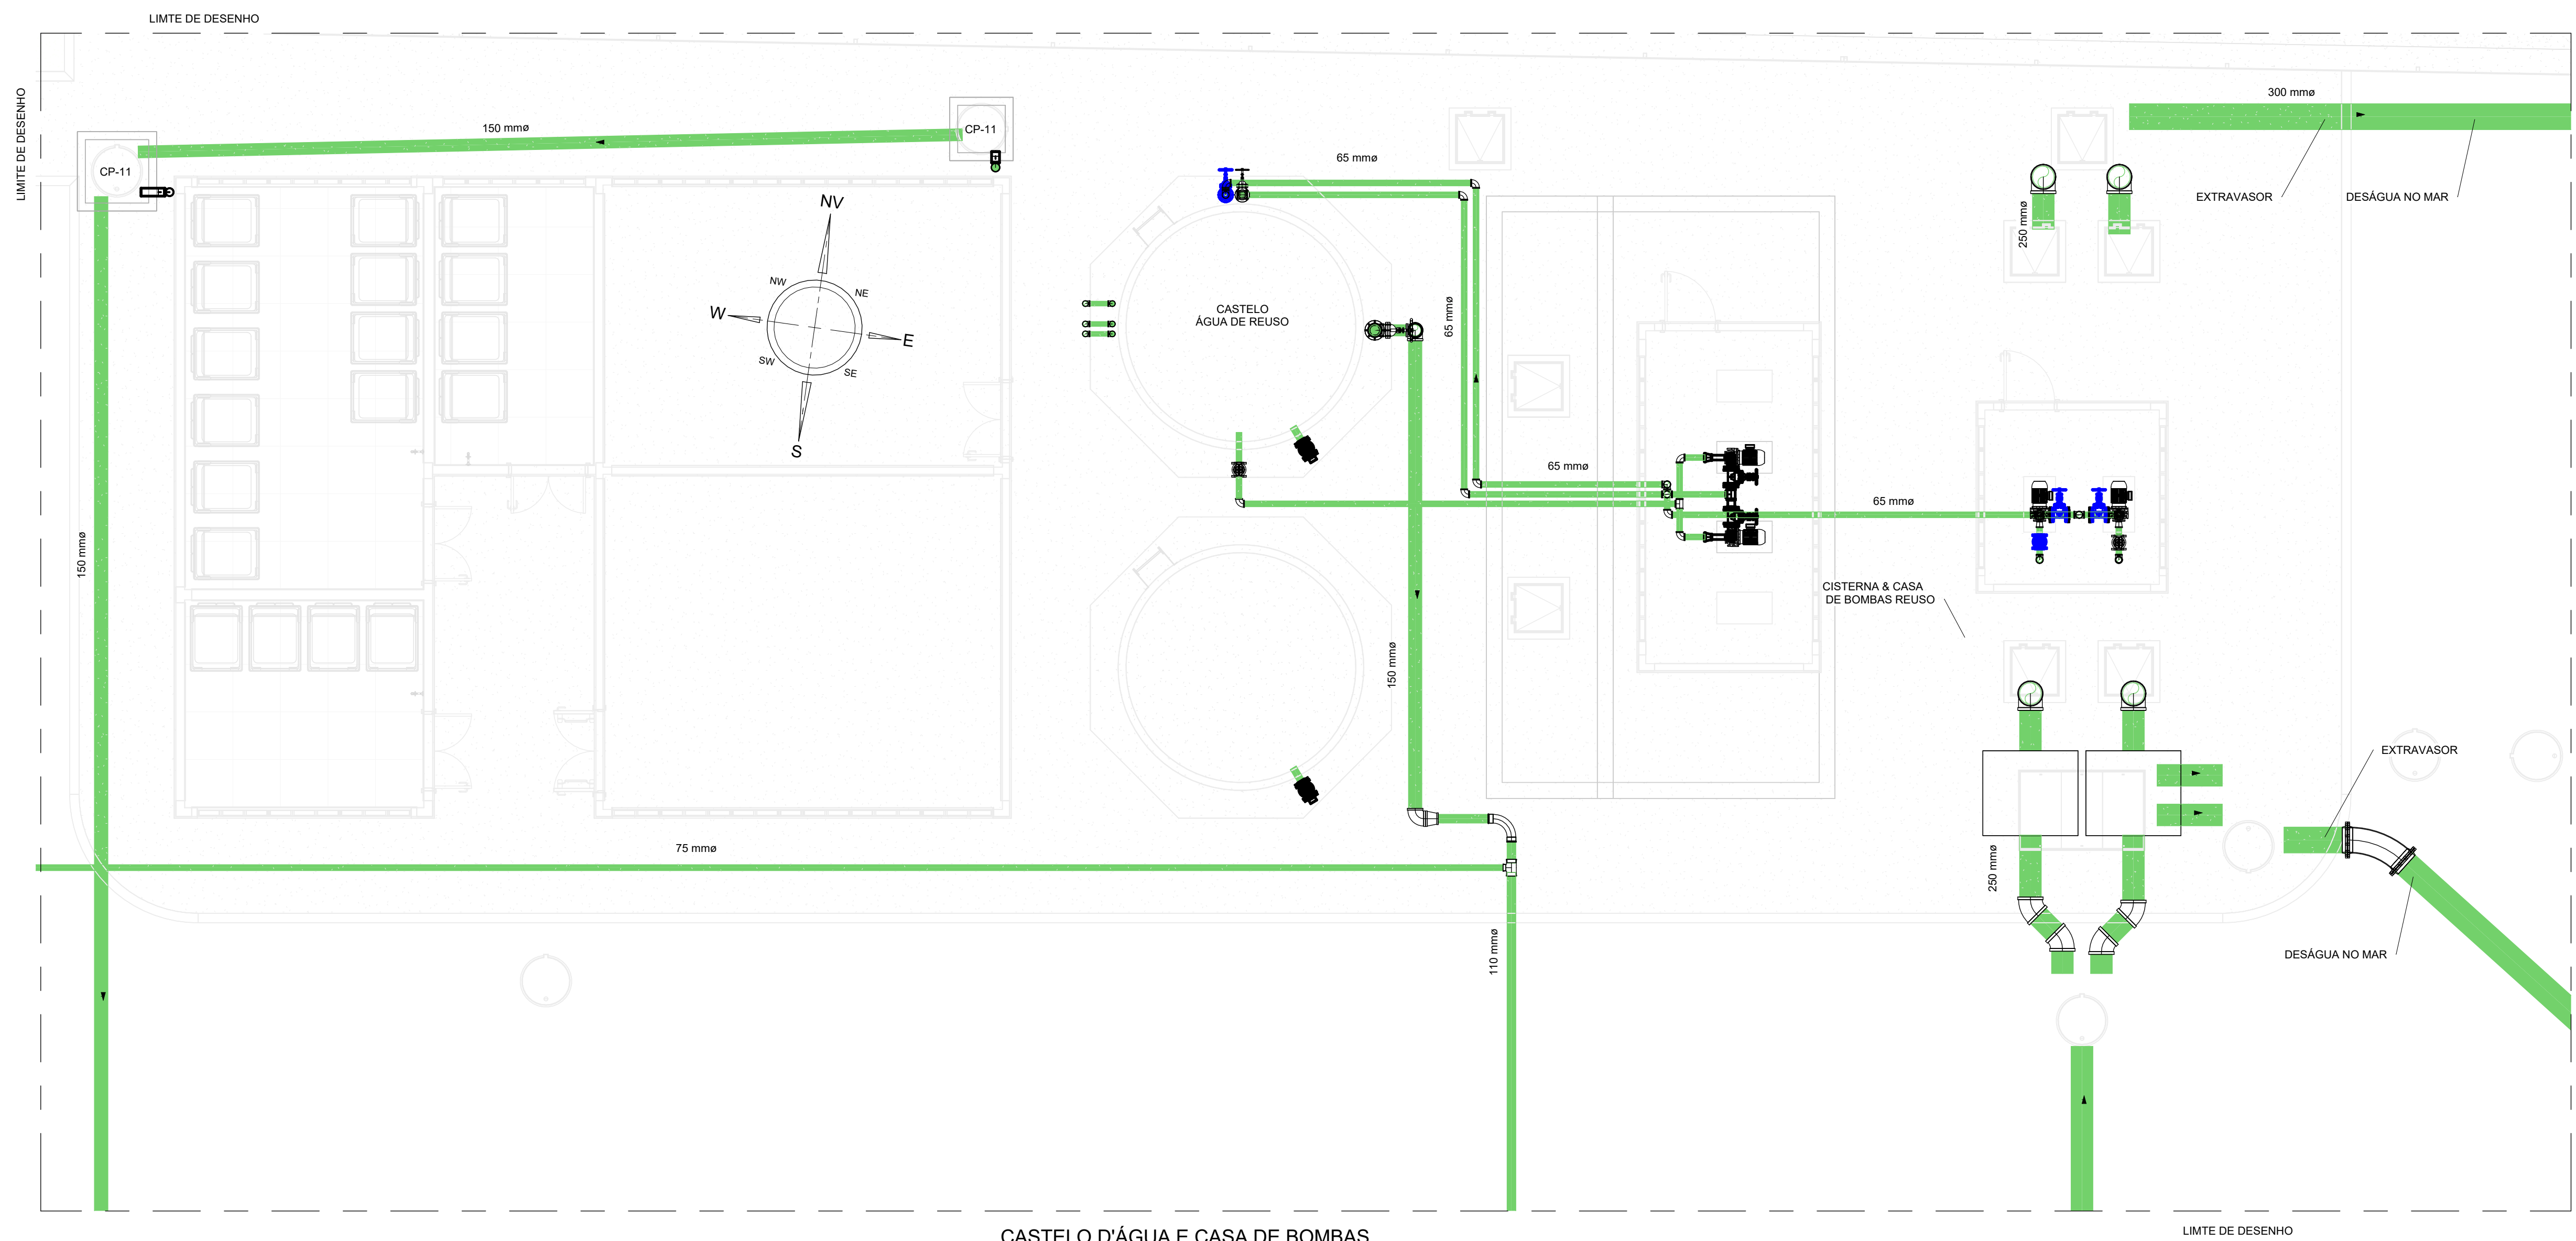 LIMTE DE DESENHO
LIMITE DE DESENHO
300 mmø
150 mmø
CP-11
CP-11
65 mmø
EXTRAVASOR
DESÁGUA NO MAR
NV
250 mmø
NW
NE
W
E
CASTELO
ÁGUA DE REUSO
65 mmø
SW
SE
S
65 mmø
65 mmø
150 mmø
CISTERNA & CASA
DE BOMBAS REUSO
150 mmø
EXTRAVASOR
75 mmø
250 mmø
110 mmø
DESÁGUA NO MAR
CASTELO D'ÁGUA E CASA DE BOMBAS
LIMTE DE DESENHO